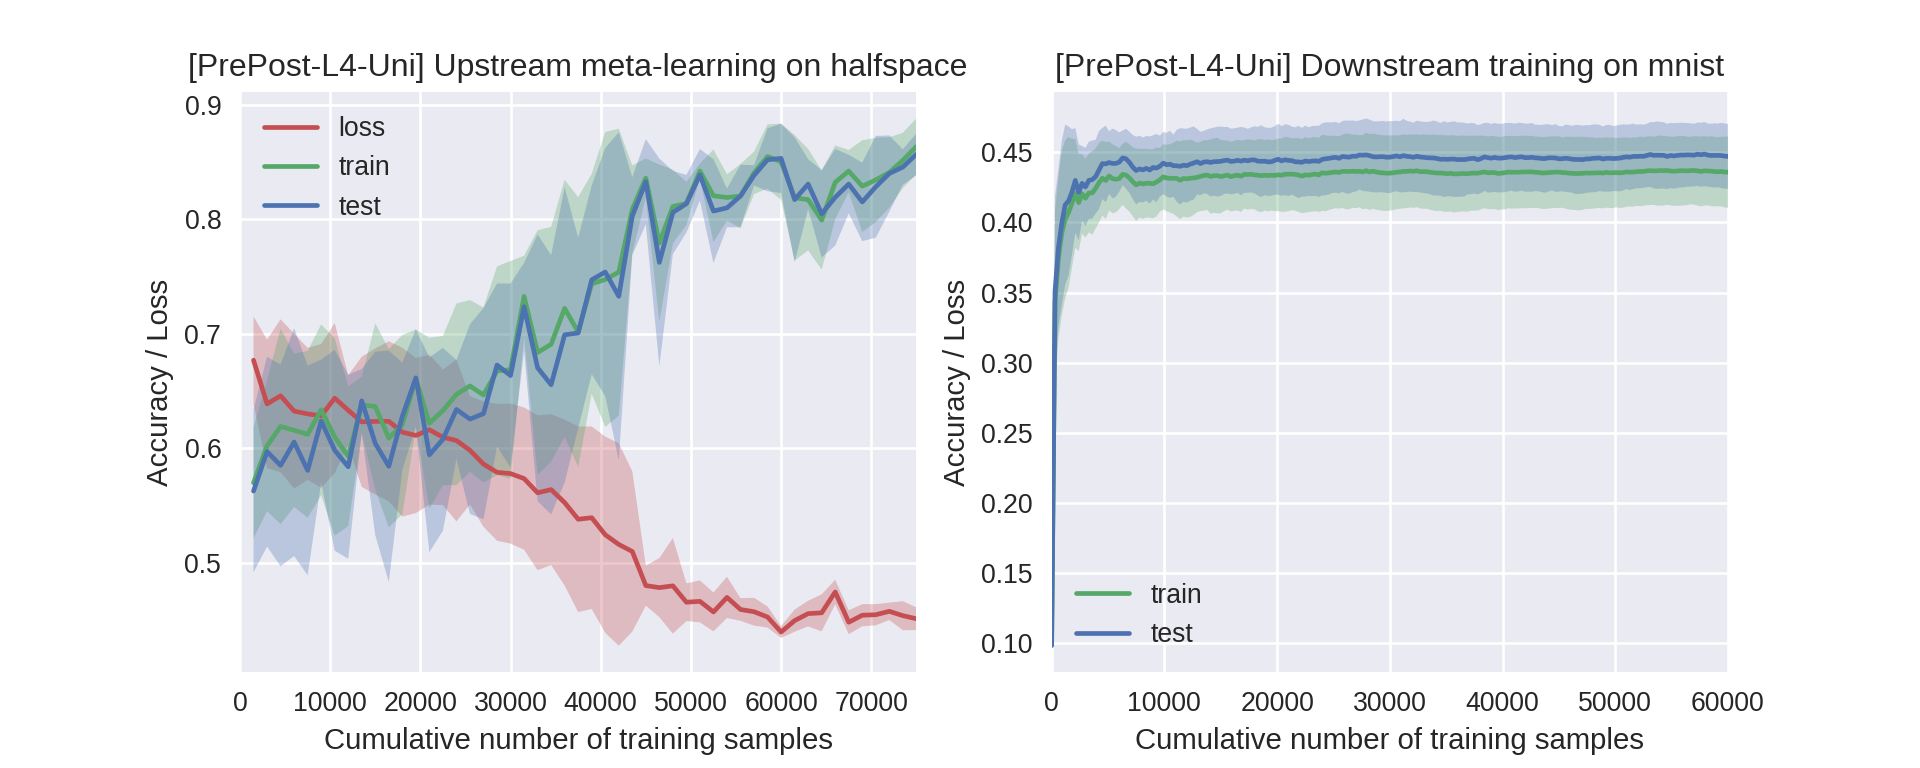 [PrePost-L4-Uni] Upstream meta-learning on halfspace
0.9
0.8
0.7
0.6
0.5
Accuracy / Loss
loss
train
test
0 10000 20000 30000 40000 50000 60000 70000
Cumulative number of training samples
[PrePost-L4-Uni] Downstream training on mnist
0.45
0.40
0.35
0.30
0.25
0.20
0.15
0.10
Accuracy / Loss
train
test
0 10000 20000 30000 40000 50000 60000
Cumulative number of training samples